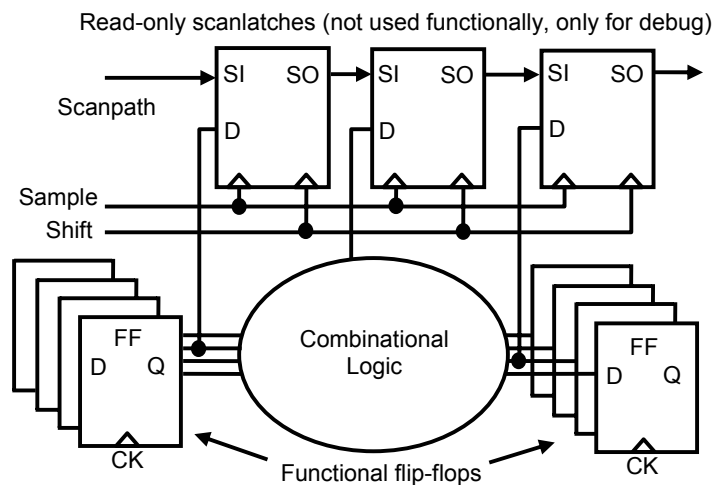 Read-only scanlatches (not used functionally, only for debug)
SI SO SI SO SI SO
Scanpath
D D D
Sample
Shift
FF
D Q
CK
Combinational
Logic
FF
D Q
CK
Functional flip-flops